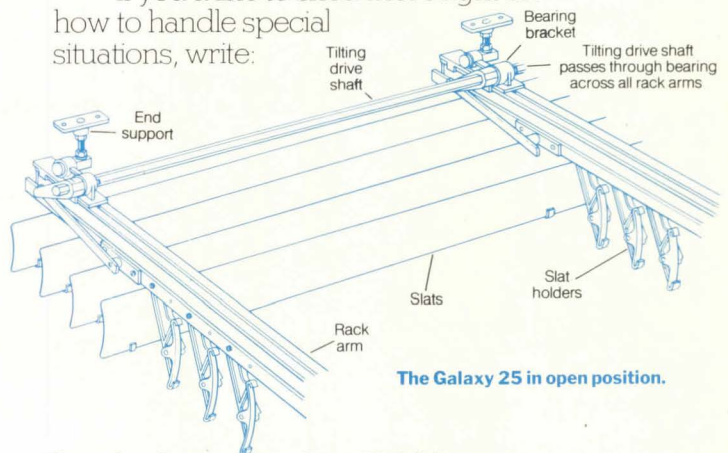 how to handle special
situations, write:
Bearing
bracket
Tilting
drive
shaft
Tilting drive shaft
passes through bearing
across all rack arms
End
support
Slats
Slat
holders
Rack
arm
The Galaxy 25 in open position.